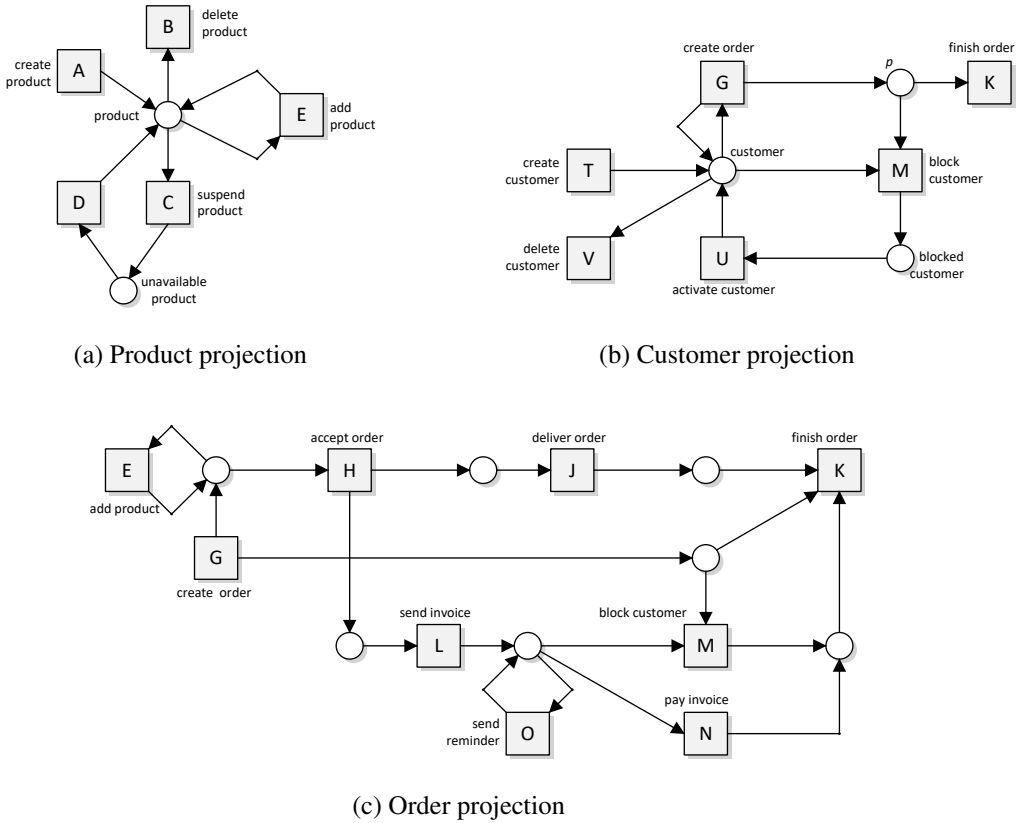 B
delete
product
create
product
A
product
E
add
product
D
C
suspend
product
unavailable
product
(a) Product projection
create order
G
p
finish order
K
create
customer
T
customer
M
block
customer
delete
customer
V
U
activate customer
blocked
customer
(b) Customer projection
E
add product
accept order
H
deliver order
J
finish order
K
G
create order
send invoice
L
block customer
M
send
reminder
O
pay invoice
N
(c) Order projection